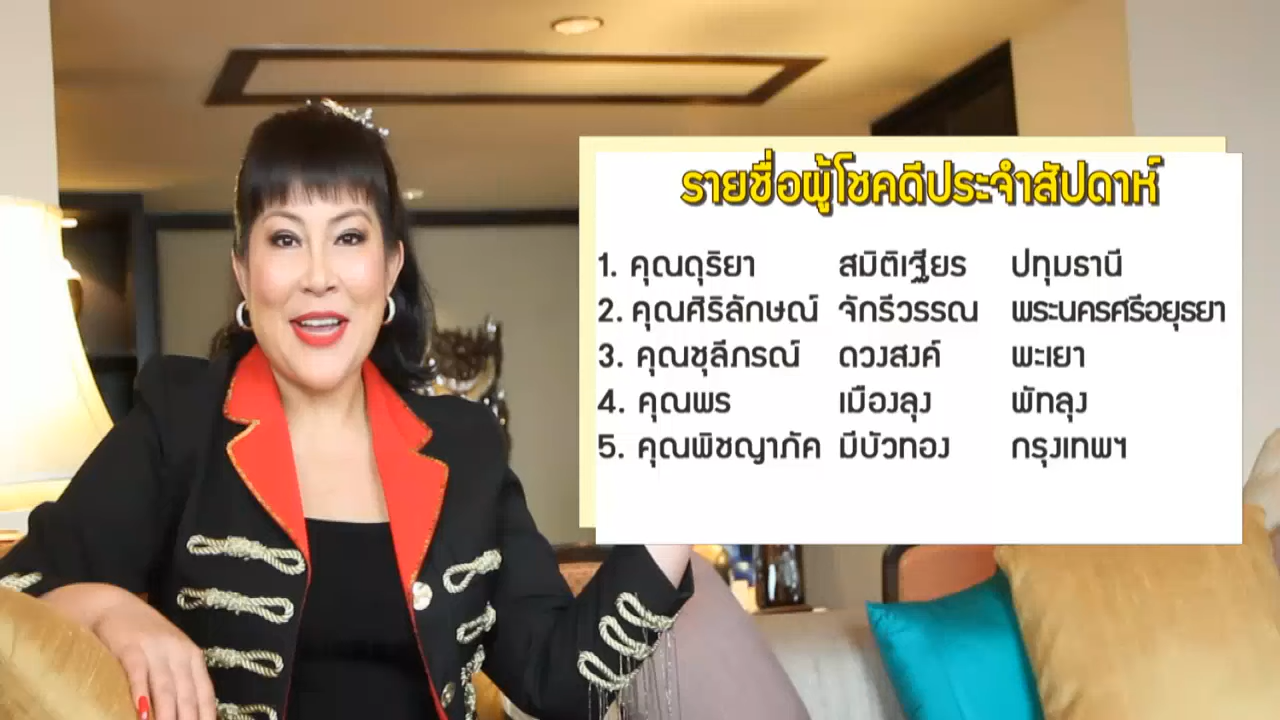 รายชื่อผู้โชคดีประจำสัปดาห์
1. คุณดุริยา สมิติเฐียร ปทุมธานี
2. คุณศิริลักษณ์ จักรีวรรณ พระนครศรีอยุธยา
3. คุณชุลีภรณ์ ดวงสงค์ พะเยา
4. คุณพร เมืองลุง พัทลุง
5. คุณพิชญาภัค มีบัวทอง กรุงเทพฯ